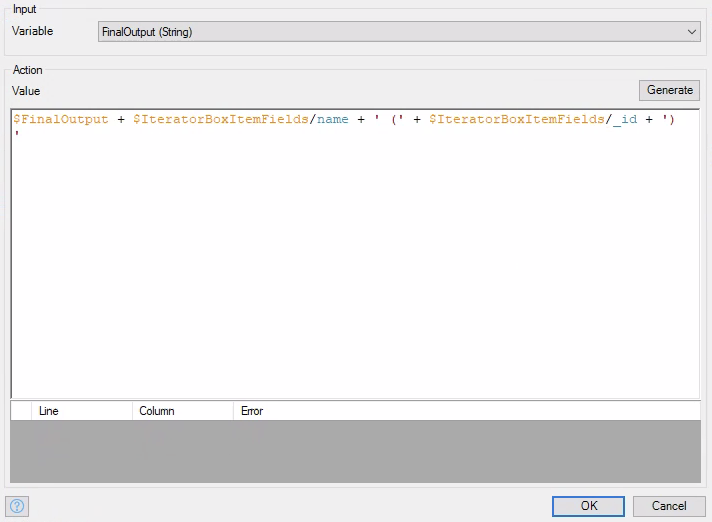 Input
Variable
FinalOutput (String)
Action
Value
Generate
$FinalOutput + $IteratorBoxItemFields/name + ' (' + $IteratorBoxItemFields/_id + ')
'
Line Column Error
?
OK Cancel